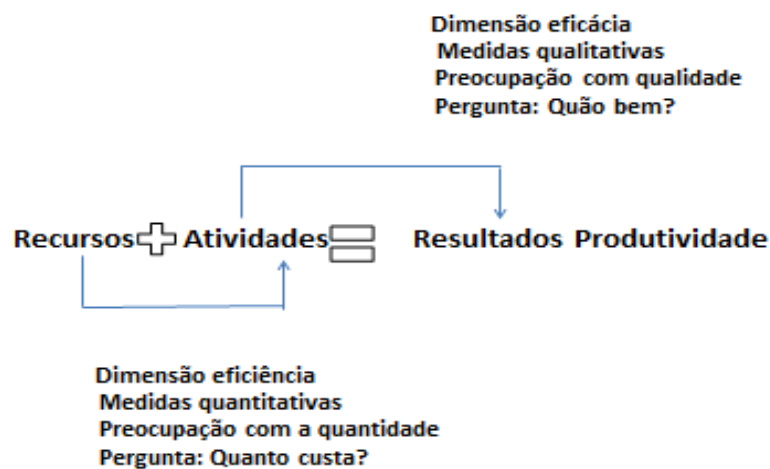 Dimensão eficácia
Medidas qualitativas
Preocupação com qualidade
Pergunta: Quão bem?
Recursos Atividades Resultados Produtividade
Dimensão eficiência
Medidas quantitativas
Preocupação com a quantidade
Pergunta: Quanto custa?